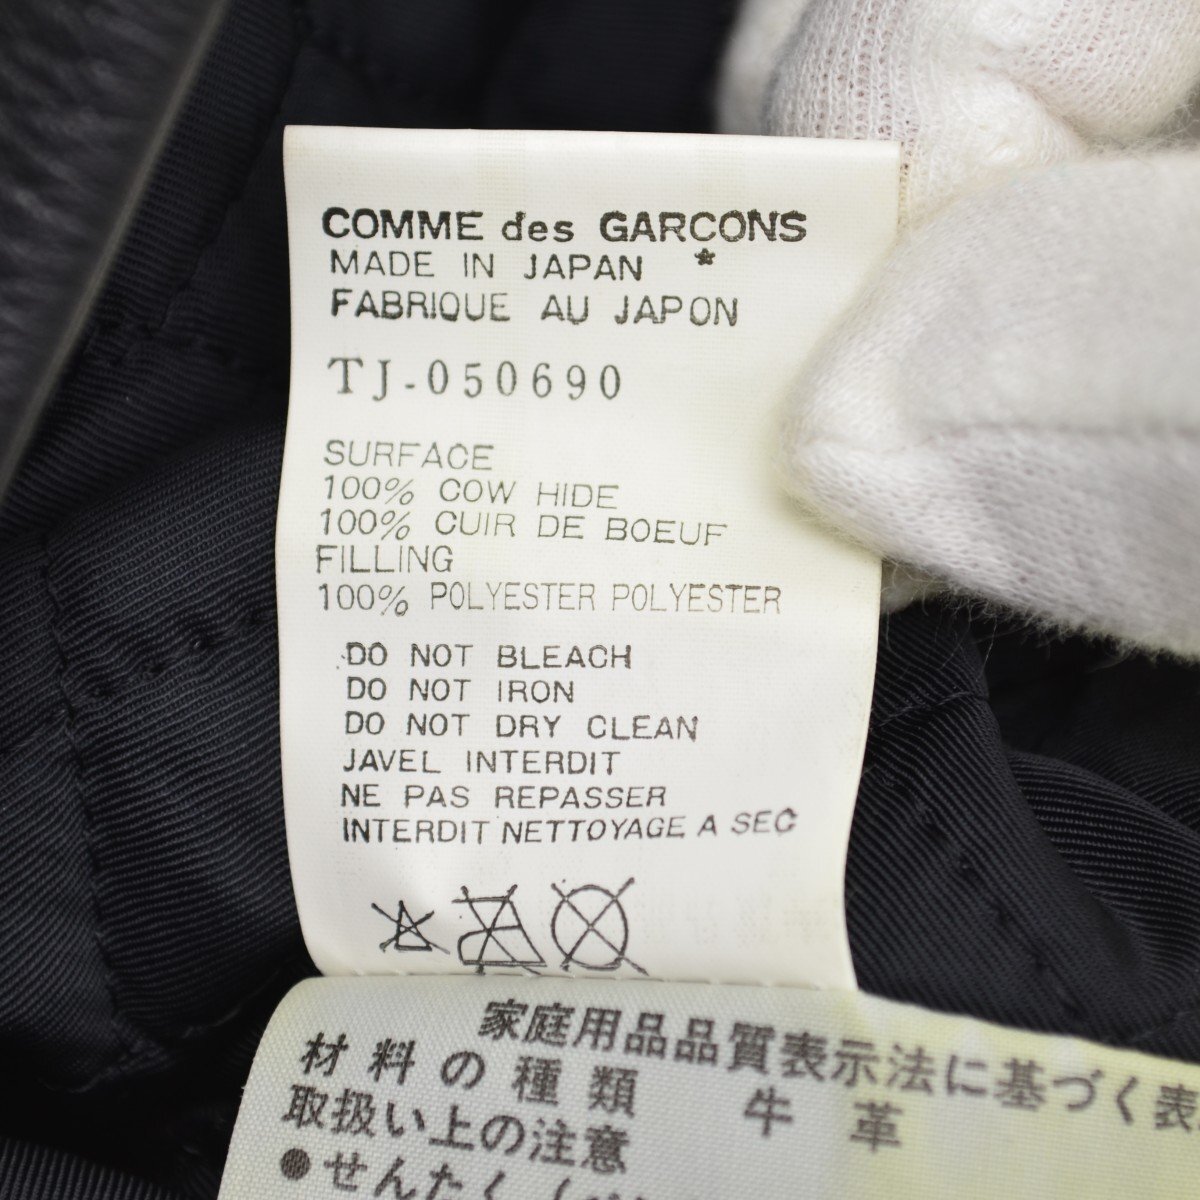 COMME des GARCONS
MADE IN JAPAN *
FABRIQUE AU JAPON
TJ-050690
SURFACE
100% COW HIDE
100% CUIR DE BOEUF
FILLING
100% POLYESTER POLYESTER
DO NOT BLEACH
DO NOT IRON
DO NOT DRY CLEAN
JAVEL INTERDIT
NE PAS REPASSER
INTERDIT NETTOYAGE A SEC
家庭用品品質表示法に基づく表
材料の種類 牛革
取扱い上の注意
●せんたく